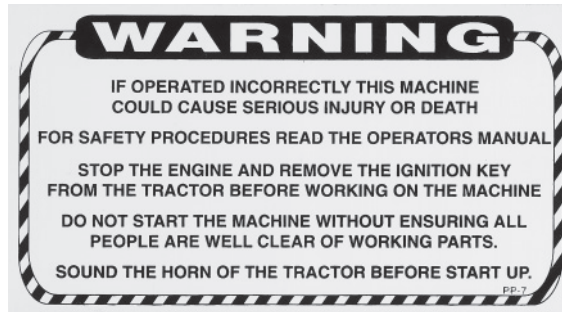 WARNING
IF OPERATED INCORRECTLY THIS MACHINE
COULD CAUSE SERIOUS INJURY OR DEATH
FOR SAFETY PROCEDURES READ THE OPERATORS MANUAL
STOP THE ENGINE AND REMOVE THE IGNITION KEY
FROM THE TRACTOR BEFORE WORKING ON THE MACHINE
DO NOT START THE MACHINE WITHOUT ENSURING ALL
PEOPLE ARE WELL CLEAR OF WORKING PARTS.
SOUND THE HORN OF THE TRACTOR BEFORE START UP.
PP-7